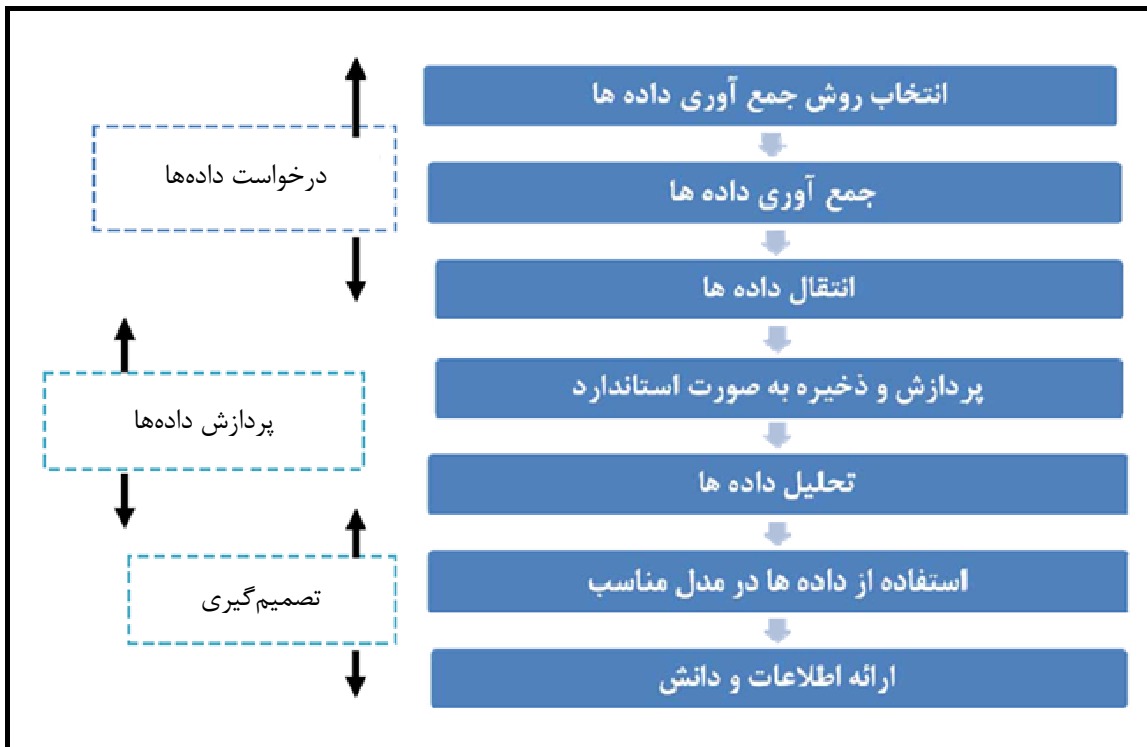 انتخاب روش جمع آوری داده ها
جمع آوری داده ها
انتقال داده ها
پردازش و ذخیره به صورت استاندارد
تحلیل داده ها
استفاده از داده ها در مدل مناسب
ارائه اطلاعات و دانش
درخواست داده‌ها
پردازش داده‌ها
تصمیم‌گیری